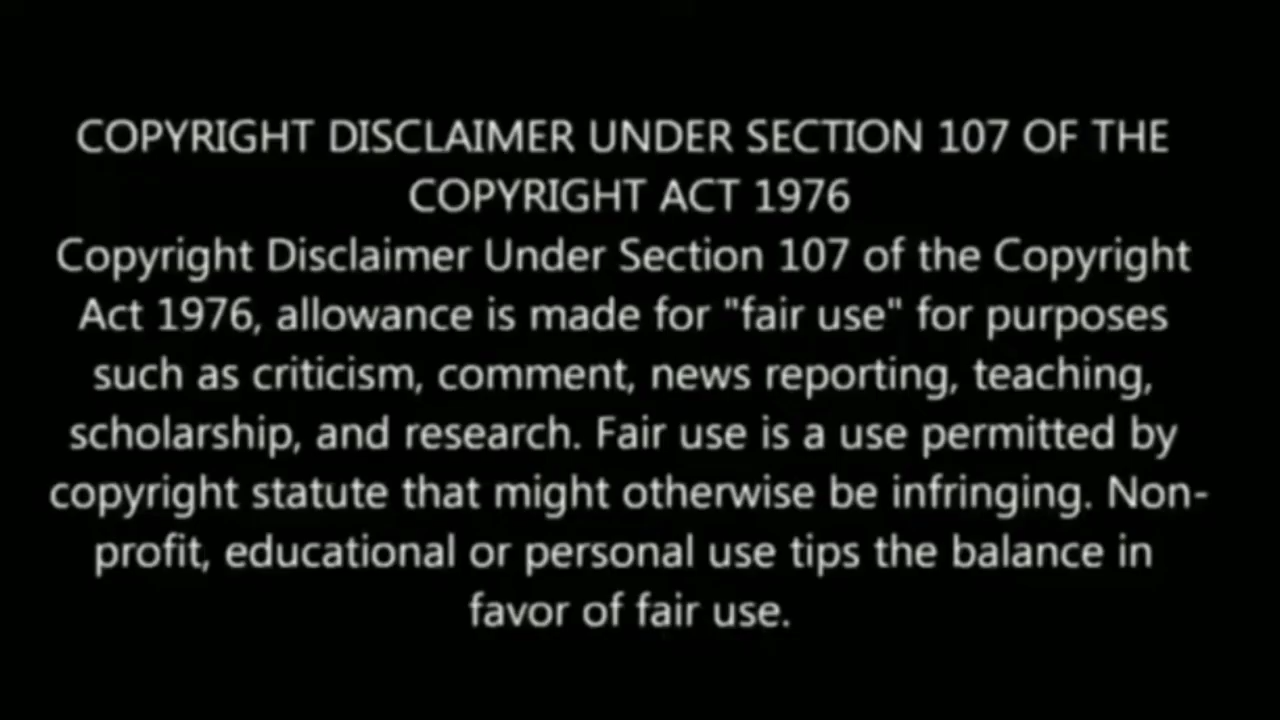 COPYRIGHT DISCLAIMER UNDER SECTION 107 OF THE
COPYRIGHT ACT 1976
Copyright Disclaimer Under Section 107 of the Copyright
Act 1976, allowance is made for "fair use" for purposes
such as criticism, comment, news reporting, teaching,
scholarship, and research. Fair use is a use permitted by
copyright statute that might otherwise be infringing. Non-
profit, educational or personal use tips the balance in
favor of fair use.